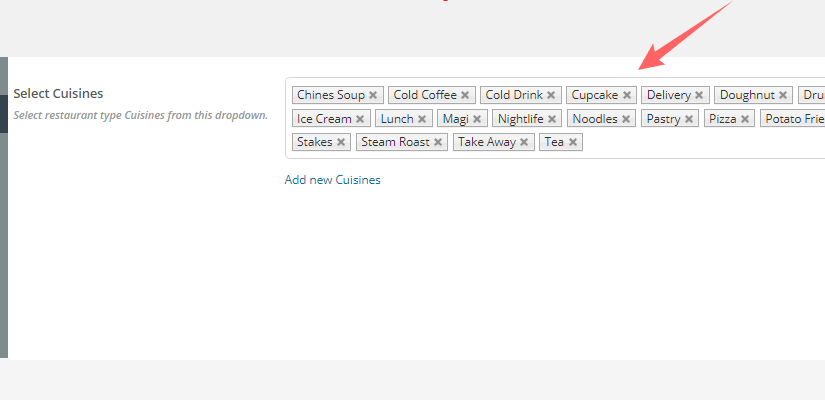 Select Cuisines
Select restaurant type Cuisines from this dropdown.
Chines Soup × Cold Coffee × Cold Drink × Cupcake × Delivery × Doughnut × Dru
Ice Cream × Lunch × Magi × Nightlife × Noodles × Pastry × Pizza × Potato Frie
Stakes × Steam Roast × Take Away × Tea ×
Add new Cuisines